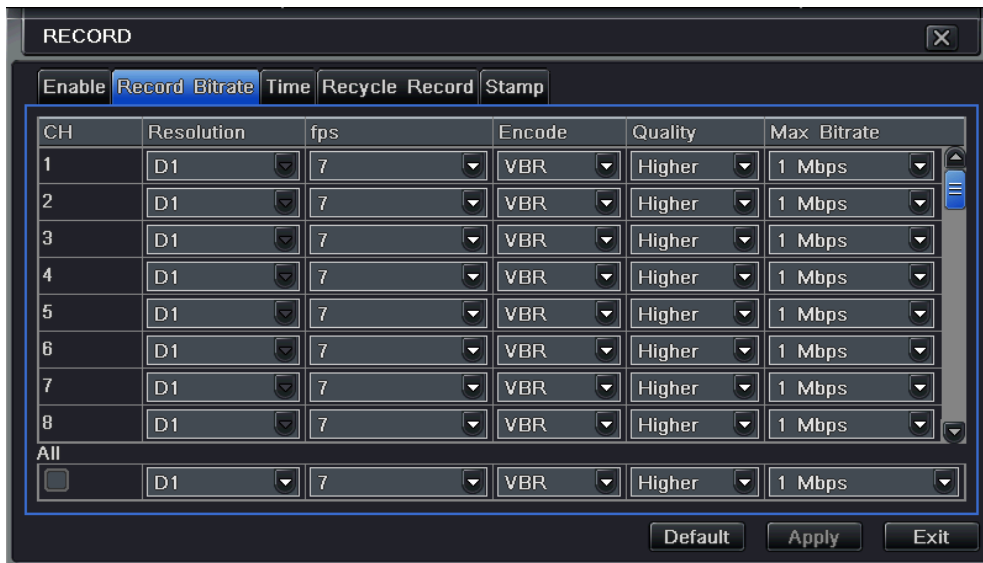 RECORD
Enable Record Bitrate Time Recycle Record Stamp
CH Resolution fps Encode Quality Max Bitrate
1 D1 7 VBR Higher 1 Mbps
2 D1 7 VBR Higher 1 Mbps
3 D1 7 VBR Higher 1 Mbps
4 D1 7 VBR Higher 1 Mbps
5 D1 7 VBR Higher 1 Mbps
6 D1 7 VBR Higher 1 Mbps
7 D1 7 VBR Higher 1 Mbps
8 D1 7 VBR Higher 1 Mbps
All
D1 7 VBR Higher 1 Mbps
Default Apply Exit